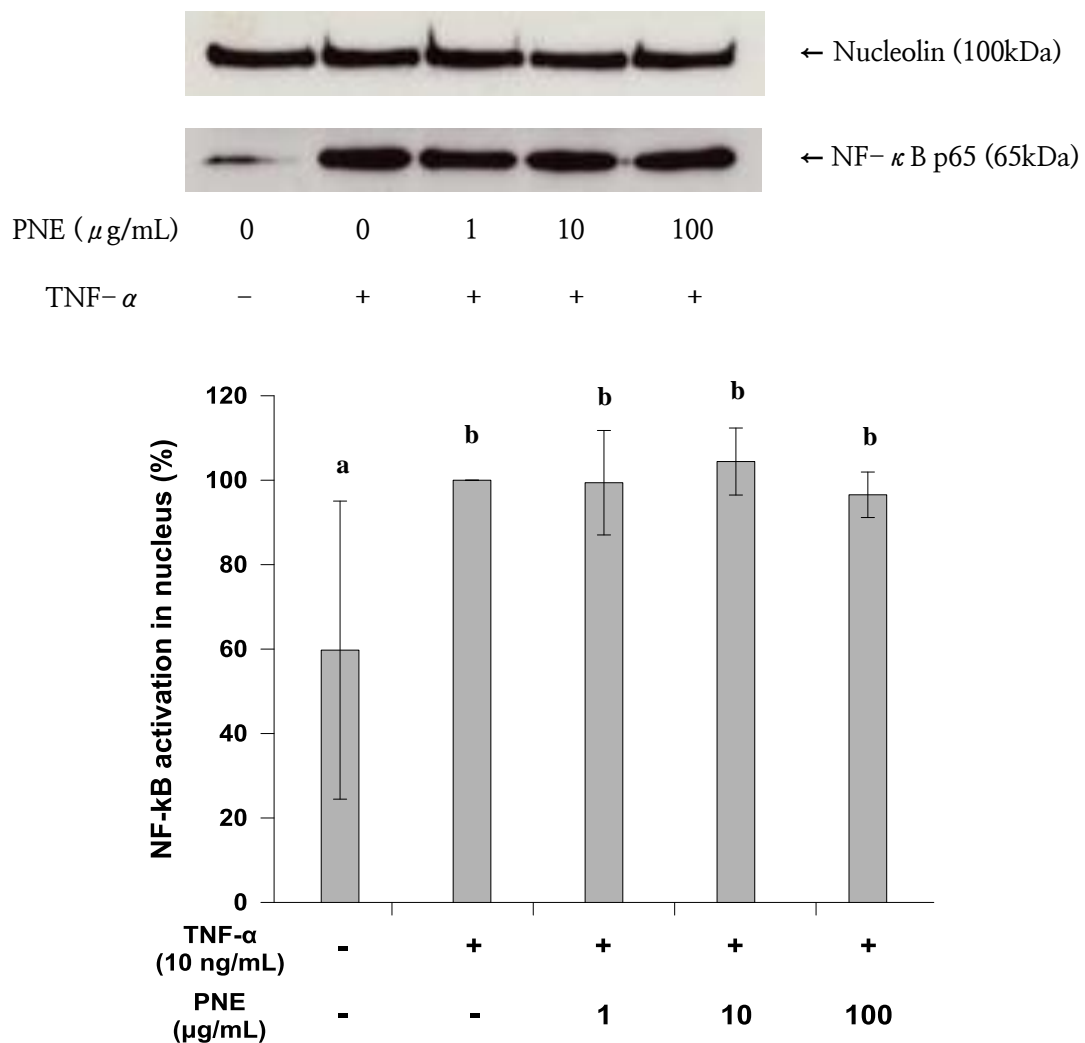 ← Nucleolin (100kDa)
← NF-κB p65 (65kDa)
PNE (μg/mL) 0 0 1 10 100
TNF-α - + + + +
120
100
80
60
40
20
0
NF-kB activation in nucleus (%)
a b b b b
TNF-α
(10 ng/mL) - + + + +
PNE
(μg/mL) - - 1 10 100